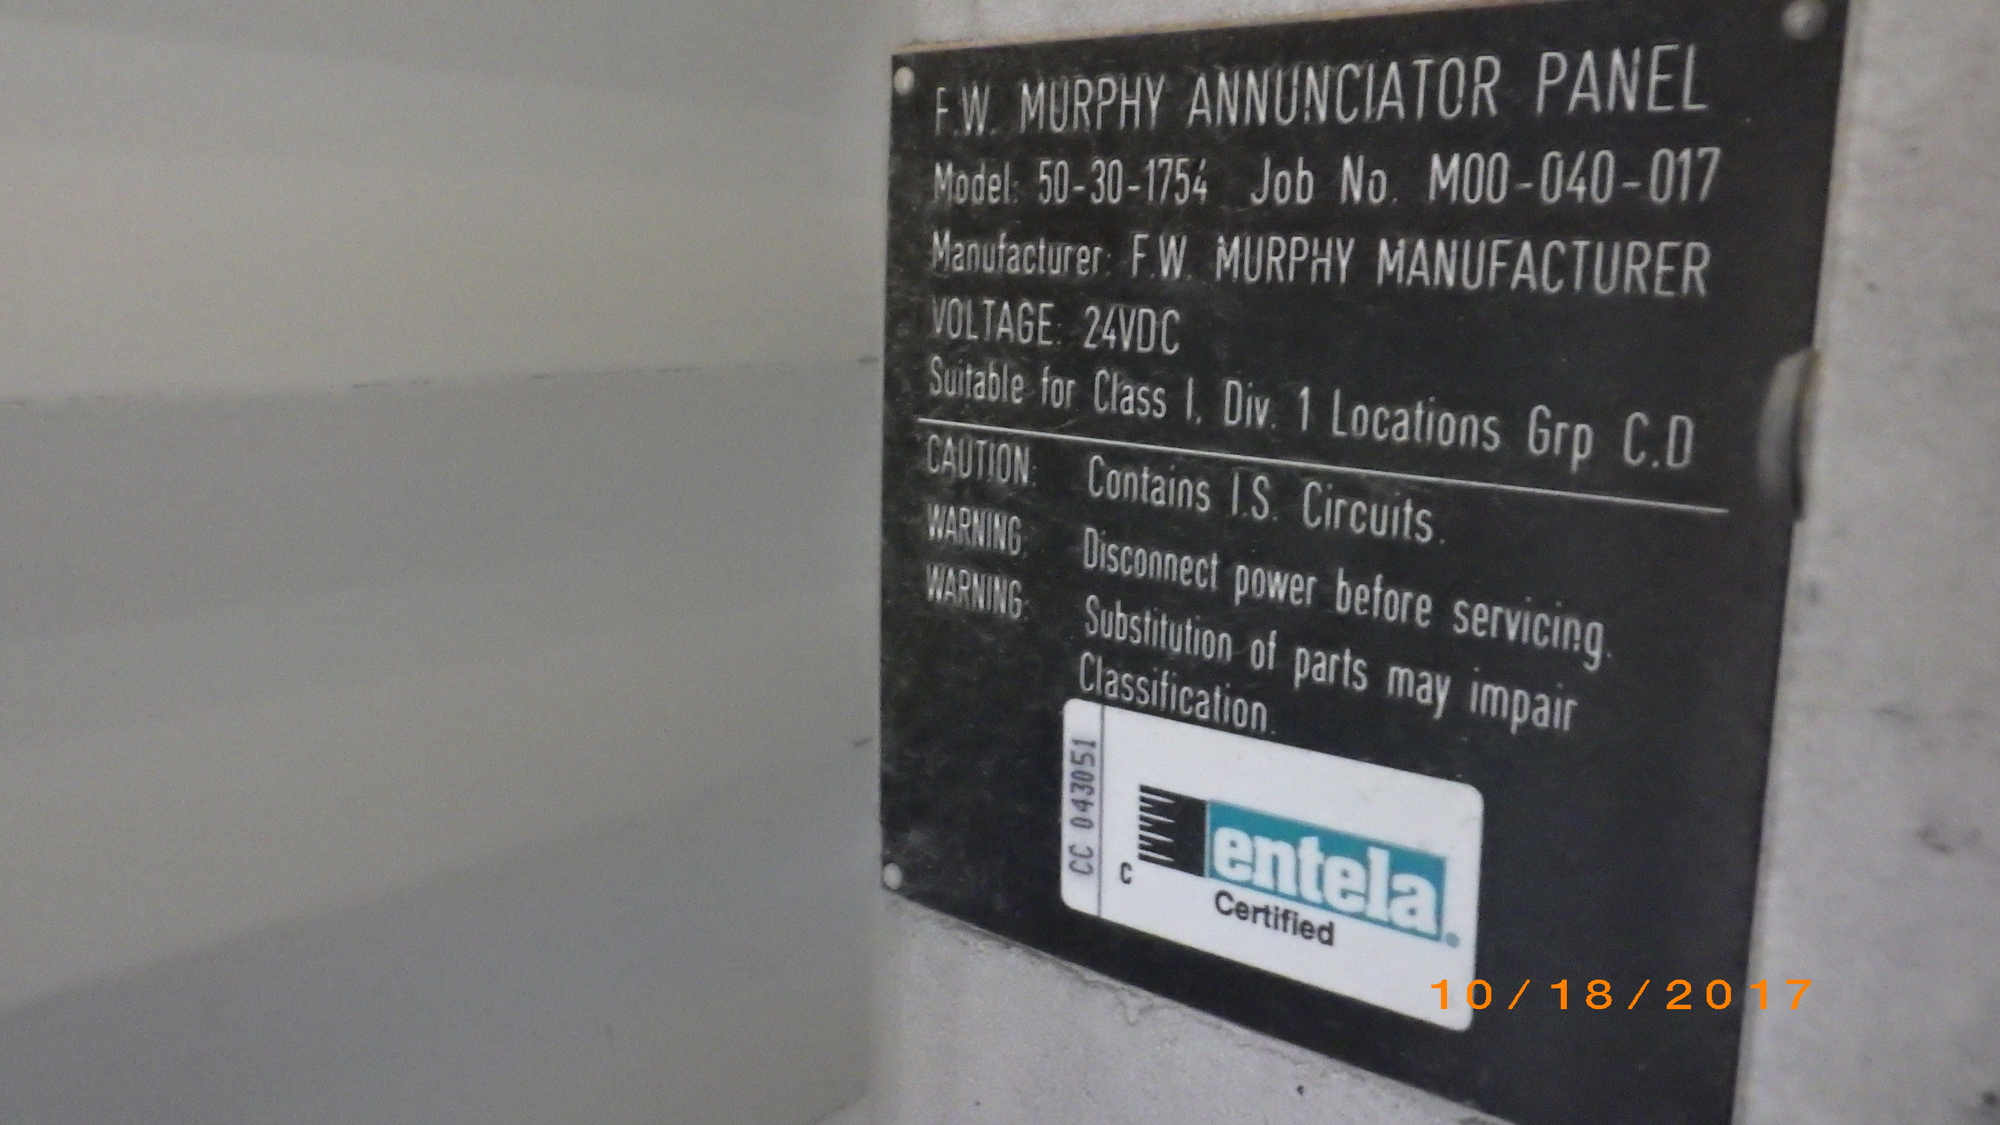 F.W. MURPHY ANNUNCIATOR PANEL
Model: 50-30-1754 Job No. M00-040-017
Manufacturer: F.W. MURPHY MANUFACTURER
VOLTAGE: 24VDC
Suitable for Class I, Div. 1 Locations Grp C.D
CAUTION: Contains I.S. Circuits.
WARNING: Disconnect power before servicing.
WARNING: Substitution of parts may impair
Classification.
CC 043051
C
entela
Certified
10/18/2017